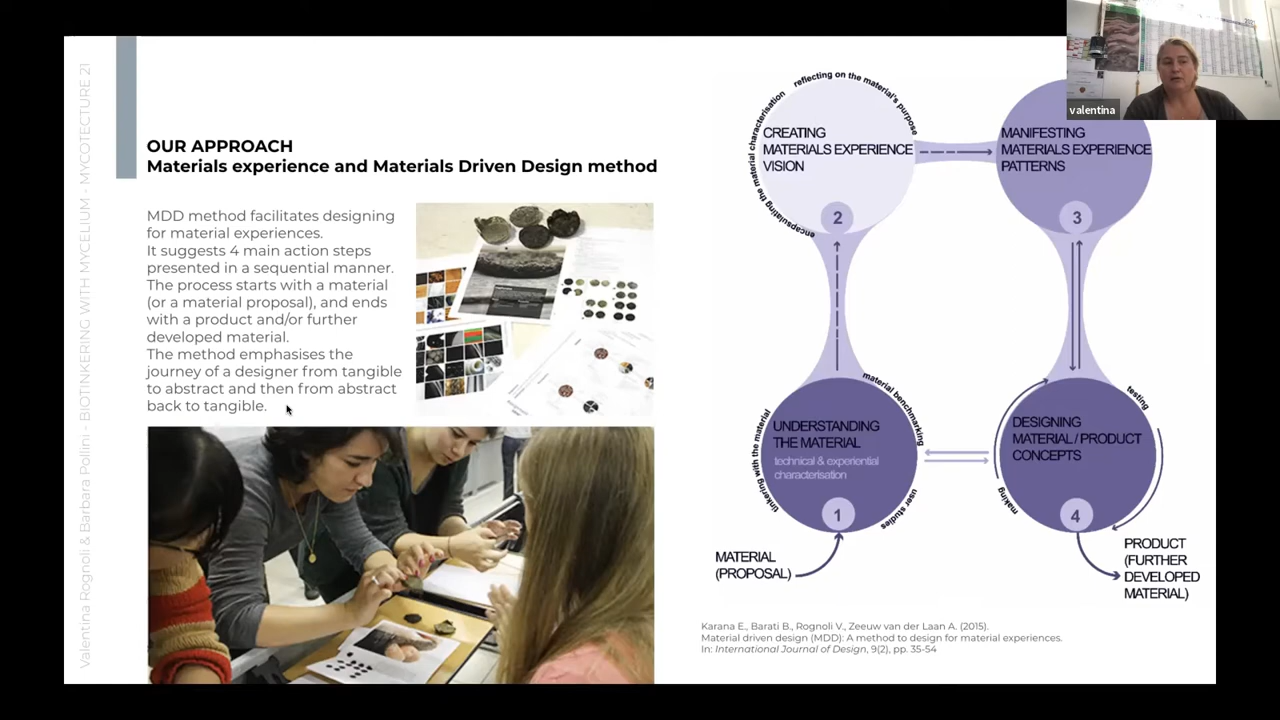 valentina
Valentina Rognoli & Barbara Pollini - BIOTINKERING WITH MYCELIUM - MYCOTECTURE 21
OUR APPROACH
Materials experience and Materials Driven Design method
MDD method facilitates designing
for material experiences.
It suggests 4 main action steps
presented in a sequential manner.
The process starts with a material
(or a material proposal), and ends
with a product and/or further
developed material.
The method emphasises the
journey of a designer from tangible
to abstract and then from abstract
back to tangible.
encapsulating the material characterisation
reflecting on the material's purpose
CREATING
MATERIALS EXPERIENCE
VISION
2
MANIFESTING
MATERIALS EXPERIENCE
PATTERNS
3
tinkering with the material
material benchmarking
user studies
UNDERSTANDING
THE MATERIAL
technical & experiential
characterisation
1
DESIGNING
MATERIAL / PRODUCT
CONCEPTS
4
testing
making
MATERIAL
(PROPOSAL)
PRODUCT
(FURTHER
DEVELOPED
MATERIAL)
Karana E., Barati B., Rognoli V., Zeeuw van der Laan A. (2015).
Material driven design (MDD): A method to design for material experiences.
In: International Journal of Design, 9(2), pp. 35-54